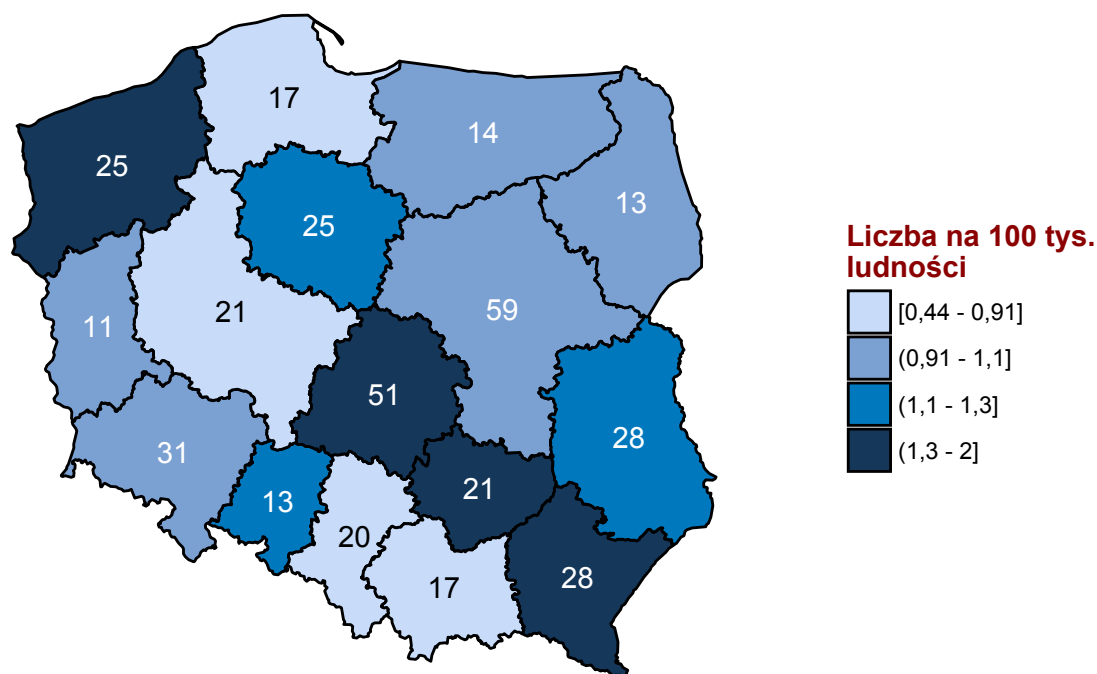 17
14
25
13
25
59
21
11
51
28
31
21
13
20
28
17
Liczba na 100 tys.
ludności
[0,44 - 0,91]
(0,91 - 1,1]
(1,1 - 1,3]
(1,3 - 2]